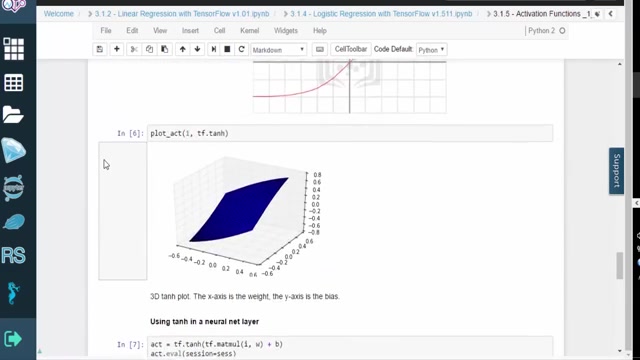 Welcome > 3.1.2 - Linear Regression with TensorFlow v1.01.ipynb > 3.1.4 - Logistic Regression with TensorFlow v1.511.ipynb > 3.1.5 - Activation Functions _1_
File Edit View Insert Cell Kernel Widgets Help Python 2
Markdown CellToolbar Code Default: Python
In [6]: plot_act(1, tf.tanh)
0.8
0.6
0.4
0.2
0.0
−0.2
−0.4
−0.6
−0.8
−0.6 −0.4 −0.2 0.0 0.2 0.4 0.6
−0.6 −0.4 −0.2 0.0 0.2 0.4 0.6
3D tanh plot. The x-axis is the weight, the y-axis is the bias.
Using tanh in a neural net layer
In [7]: act = tf.tanh(tf.matmul(i, w) + b)
act.eval(session=sess)
Support
jupyter
RS